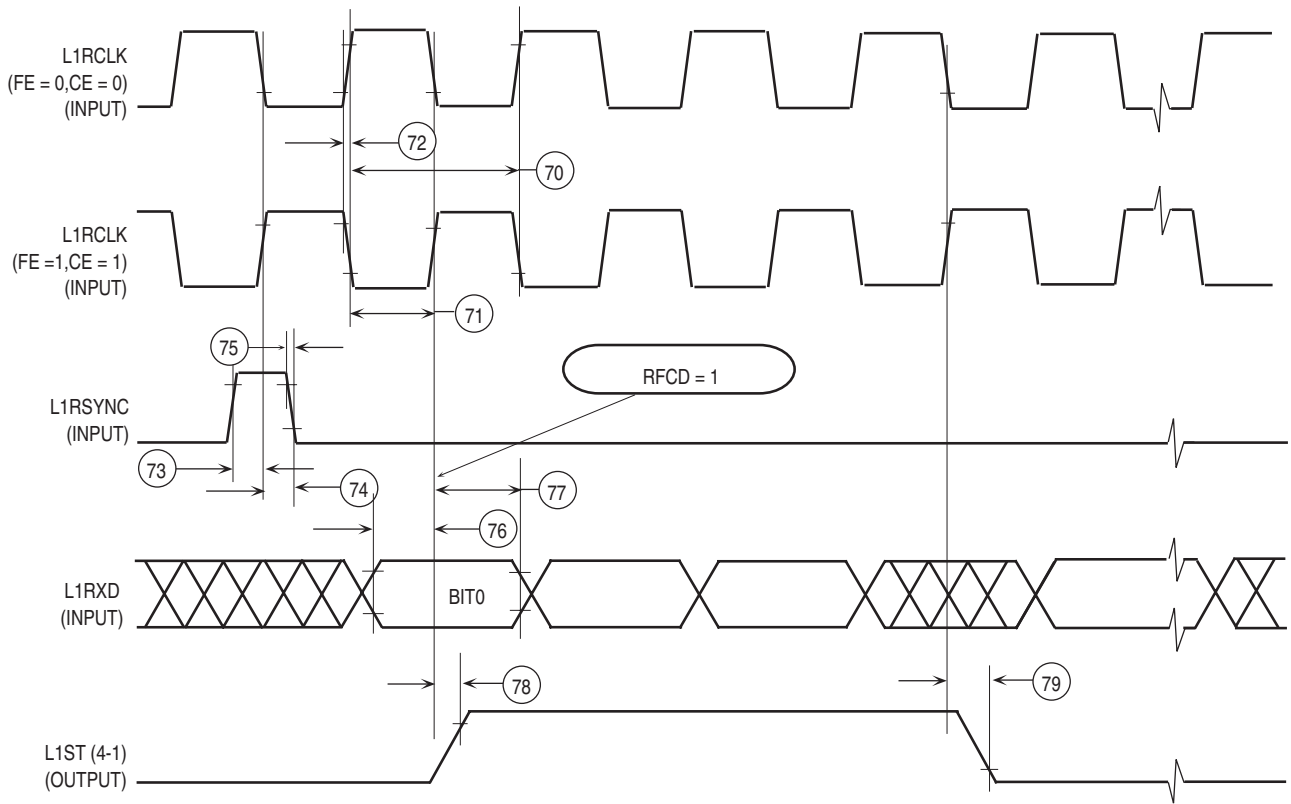 L1RCLK
(FE = 0,CE = 0)
(INPUT)
72
70
L1RCLK
(FE =1,CE = 1)
(INPUT)
71
75
RFCD = 1
L1RSYNC
(INPUT)
73
74
77
76
L1RXD
(INPUT)
BIT0
78
79
L1ST (4-1)
(OUTPUT)